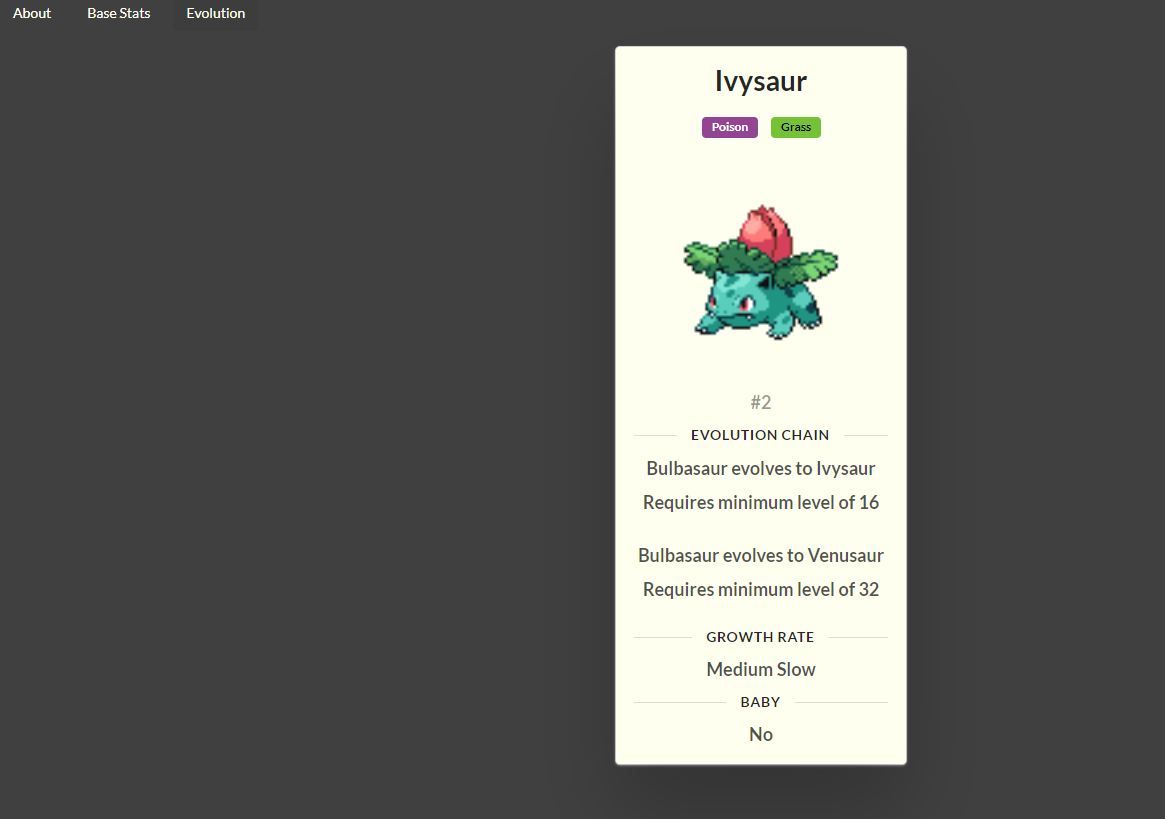 About Base Stats Evolution
Ivysaur
Poison Grass
#2
EVOLUTION CHAIN
Bulbasaur evolves to Ivysaur
Requires minimum level of 16
Bulbasaur evolves to Venusaur
Requires minimum level of 32
GROWTH RATE
Medium Slow
BABY
No